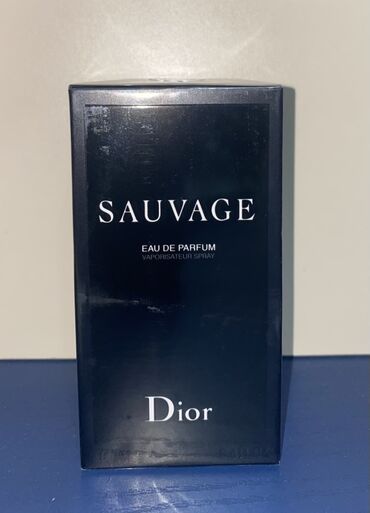 SAUVAGE
EAU DE PARFUM
VAPORISATEUR SPRAY
Dior